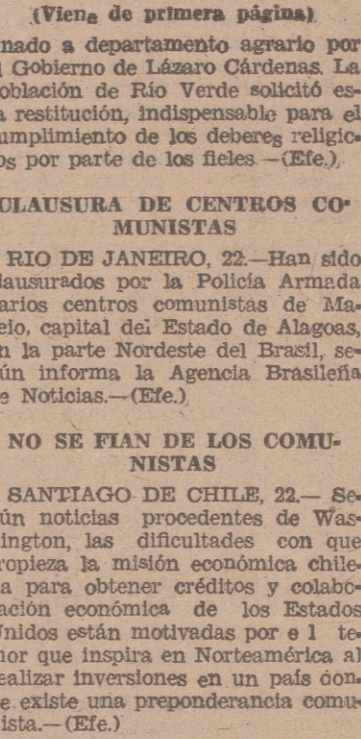 (Viene de primera página)
nado a departamento agrario por
l Gobierno de Lázaro Cárdenas. La
oblación de Río Verde solicitó es-
a restitución, indispensable para el
umplimiento de los deberes religio-
os por parte de los fieles.—(Efe.)
CLAUSURA DE CENTROS CO-
MUNISTAS
RIO DE JANEIRO, 22.—Han sido
lausurados por la Policía Armada
arios centros comunistas de Ma-
eio, capital del Estado de Alagoas,
n la parte Nordeste del Brasil, se-
ún informa la Agencia Brasileña
e Noticias.—(Efe.)
NO SE FIAN DE LOS COMU-
NISTAS
SANTIAGO DE CHILE, 22.— Se-
ún noticias procedentes de Was-
ington, las dificultades con que
ropieza la misión económica chile-
a para obtener créditos y colabo-
ación económica de los Estados
Unidos están motivadas por e l te-
mor que inspira en Norteamérica al
ealizar inversiones en un país don-
e existe una preponderancia comu-
ista.—(Efe.)